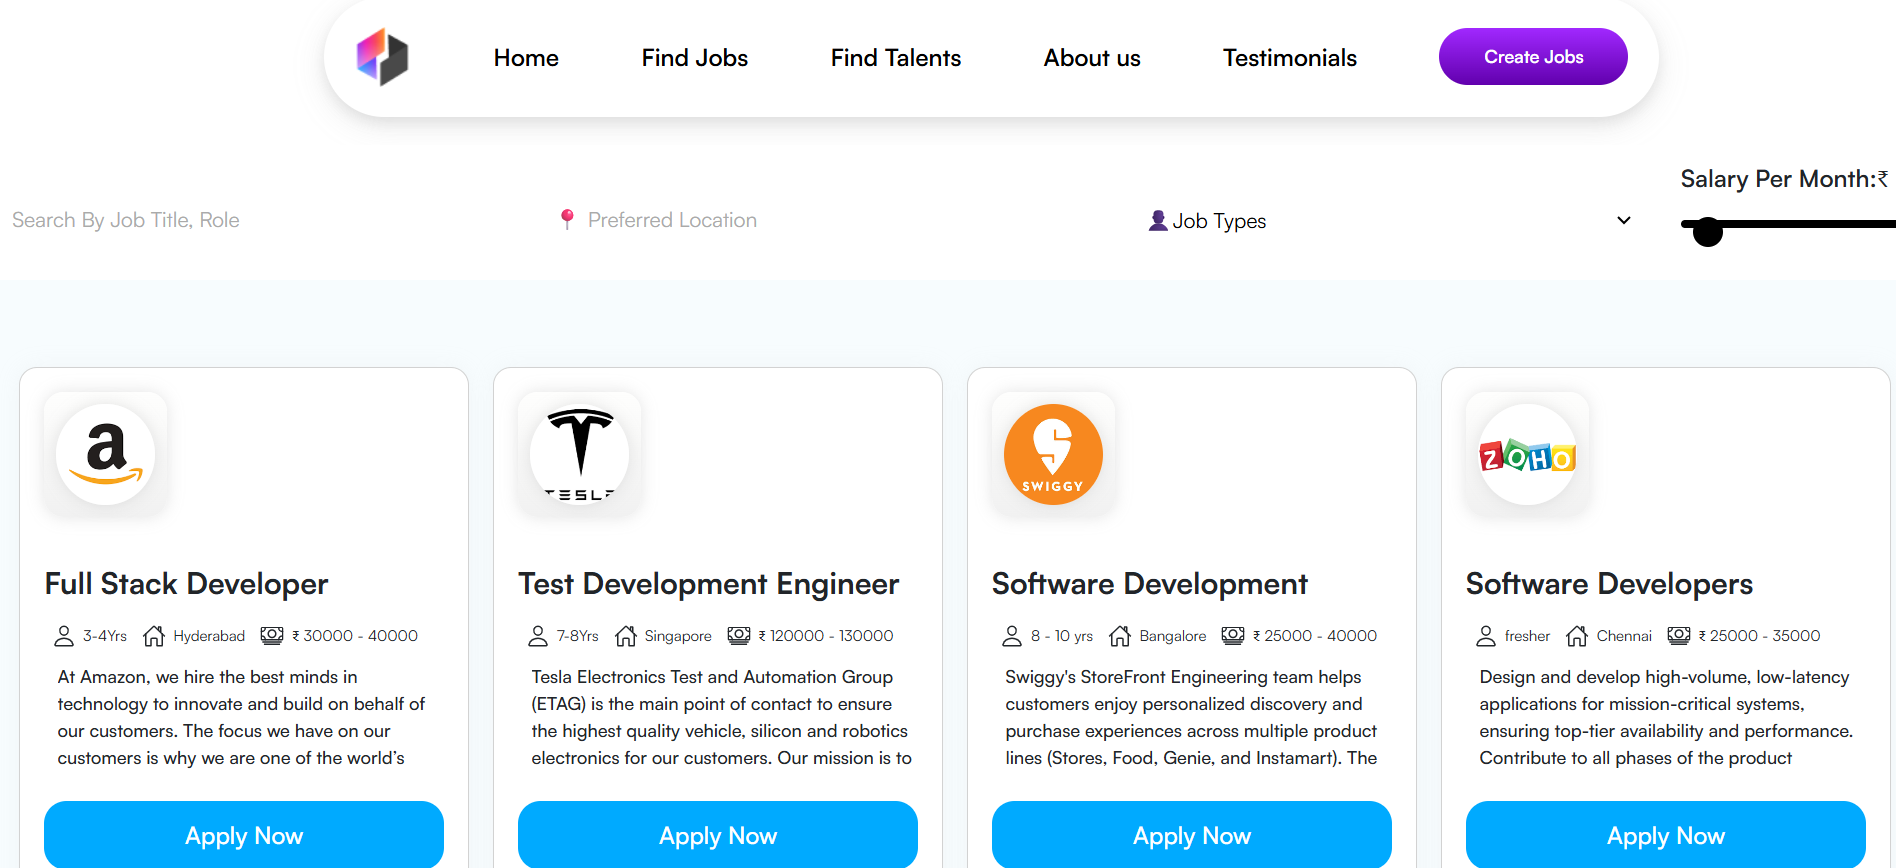 Home Find Jobs Find Talents About us Testimonials Create Jobs
Salary Per Month:₹
Search By Job Title, Role Preferred Location Job Types
a
TESLA
SWIGGY
ZOHO
Full Stack Developer
3-4Yrs Hyderabad ₹ 30000 - 40000
At Amazon, we hire the best minds in
technology to innovate and build on behalf of
our customers. The focus we have on our
customers is why we are one of the world’s
Apply Now
Test Development Engineer
7-8Yrs Singapore ₹ 120000 - 130000
Tesla Electronics Test and Automation Group
(ETAG) is the main point of contact to ensure
the highest quality vehicle, silicon and robotics
electronics for our customers. Our mission is to
Apply Now
Software Development
8 - 10 yrs Bangalore ₹ 25000 - 40000
Swiggy's StoreFront Engineering team helps
customers enjoy personalized discovery and
purchase experiences across multiple product
lines (Stores, Food, Genie, and Instamart). The
Apply Now
Software Developers
fresher Chennai ₹ 25000 - 35000
Design and develop high-volume, low-latency
applications for mission-critical systems,
ensuring top-tier availability and performance.
Contribute to all phases of the product
Apply Now